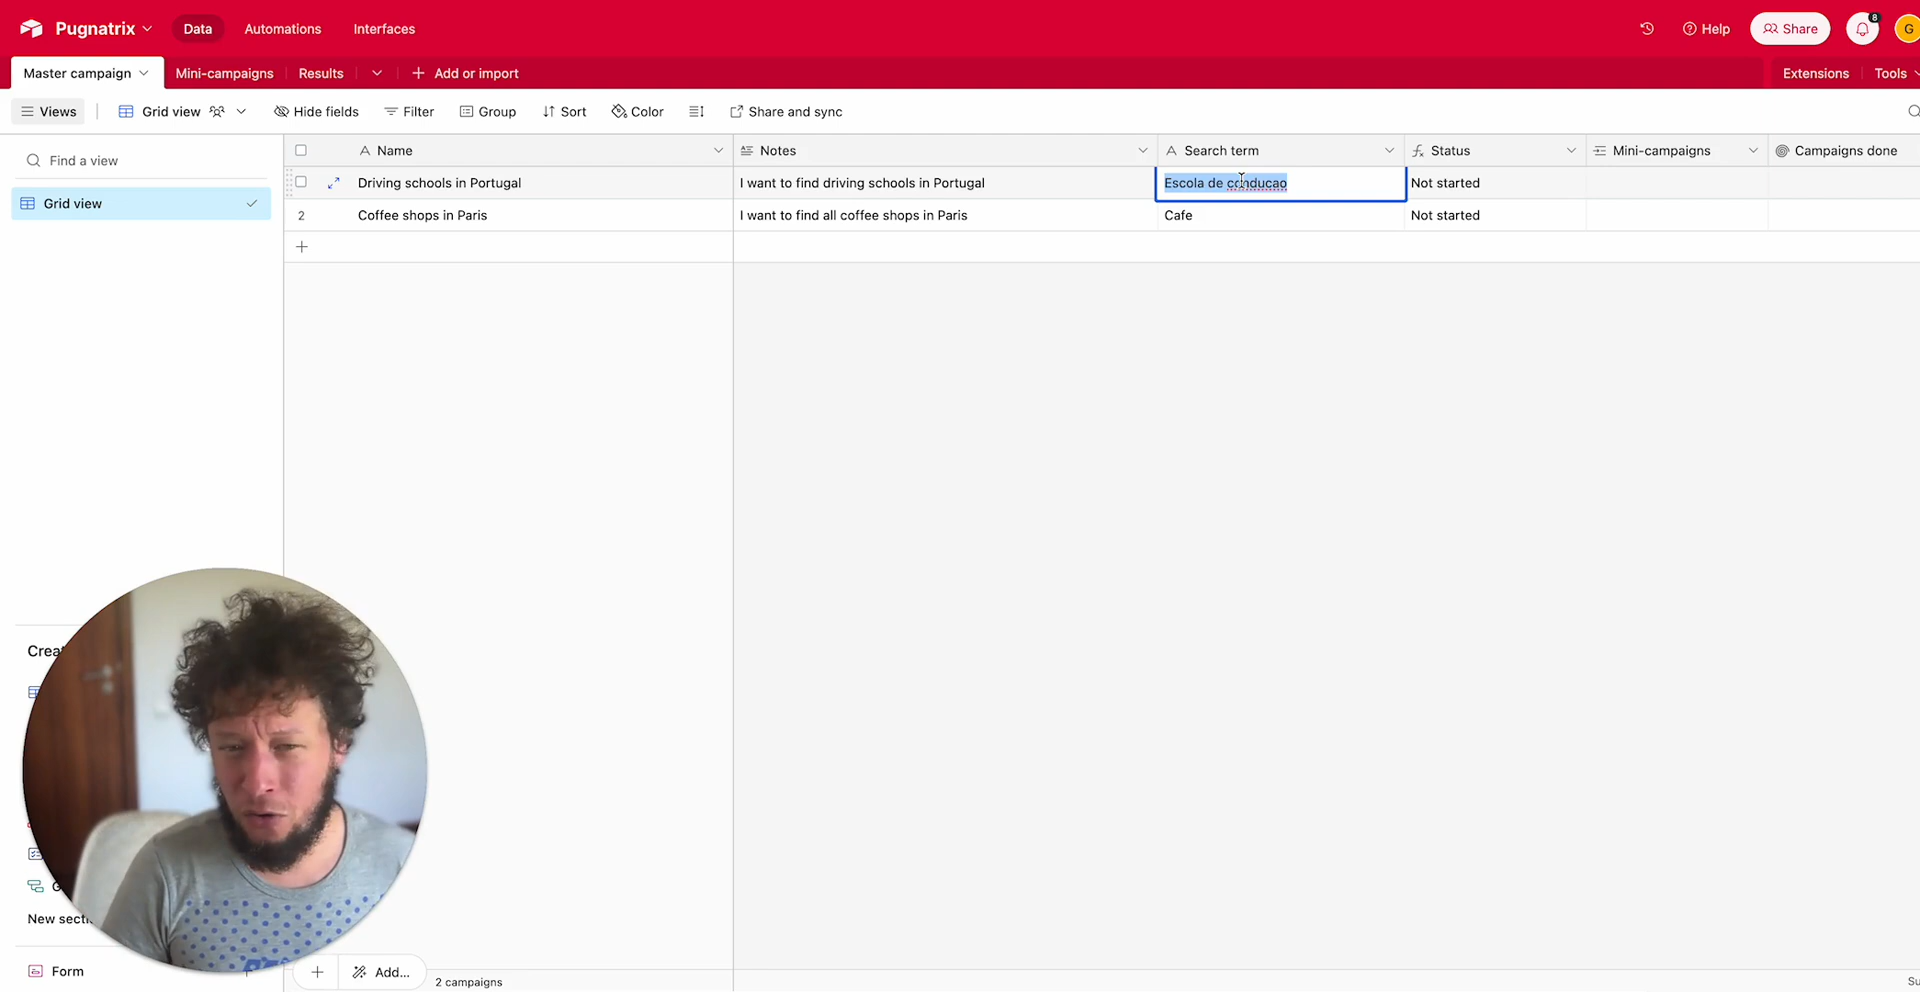 Pugnatrix
Data
Automations
Interfaces
Help
Share
8
G
Master campaign
Mini-campaigns
Results
Add or import
Extensions
Tools
Views
Grid view
Hide fields
Filter
Group
Sort
Color
Share and sync
Find a view
Grid view
Name
Notes
Search term
Status
Mini-campaigns
Campaigns done
Driving schools in Portugal
I want to find driving schools in Portugal
Escola de conducao
Not started
2
Coffee shops in Paris
I want to find all coffee shops in Paris
Cafe
Not started
Crea
G
New secti
Form
Add...
2 campaigns
Su